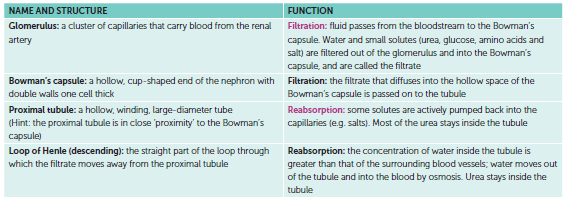 NAME AND STRUCTURE
FUNCTION
Glomerulus: a cluster of capillaries that carry blood from the renal
artery
Filtration: fluid passes from the bloodstream to the Bowman's
capsule. Water and small solutes (urea, glucose, amino acids and
salt) are filtered out of the glomerulus and into the Bowman's
capsule, and are called the filtrate
Bowman's capsule: a hollow, cup-shaped end of the nephron with
double walls one cell thick
Filtration: the filtrate that diffuses into the hollow space of the
Bowman's capsule is passed on to the tubule
Proximal tubule: a hollow, winding, large-diameter tube
(Hint: the proximal tubule is in close 'proximity' to the Bowman's
capsule)
Reabsorption: some solutes are actively pumped back into the
capillaries (e.g. salts). Most of the urea stays inside the tubule
Loop of Henle (descending): the straight part of the loop through
which the filtrate moves away from the proximal tubule
Reabsorption: the concentration of water inside the tubule is
greater than that of the surrounding blood vessels; water moves out
of the tubule and into the blood by osmosis. Urea stays inside the
tubule